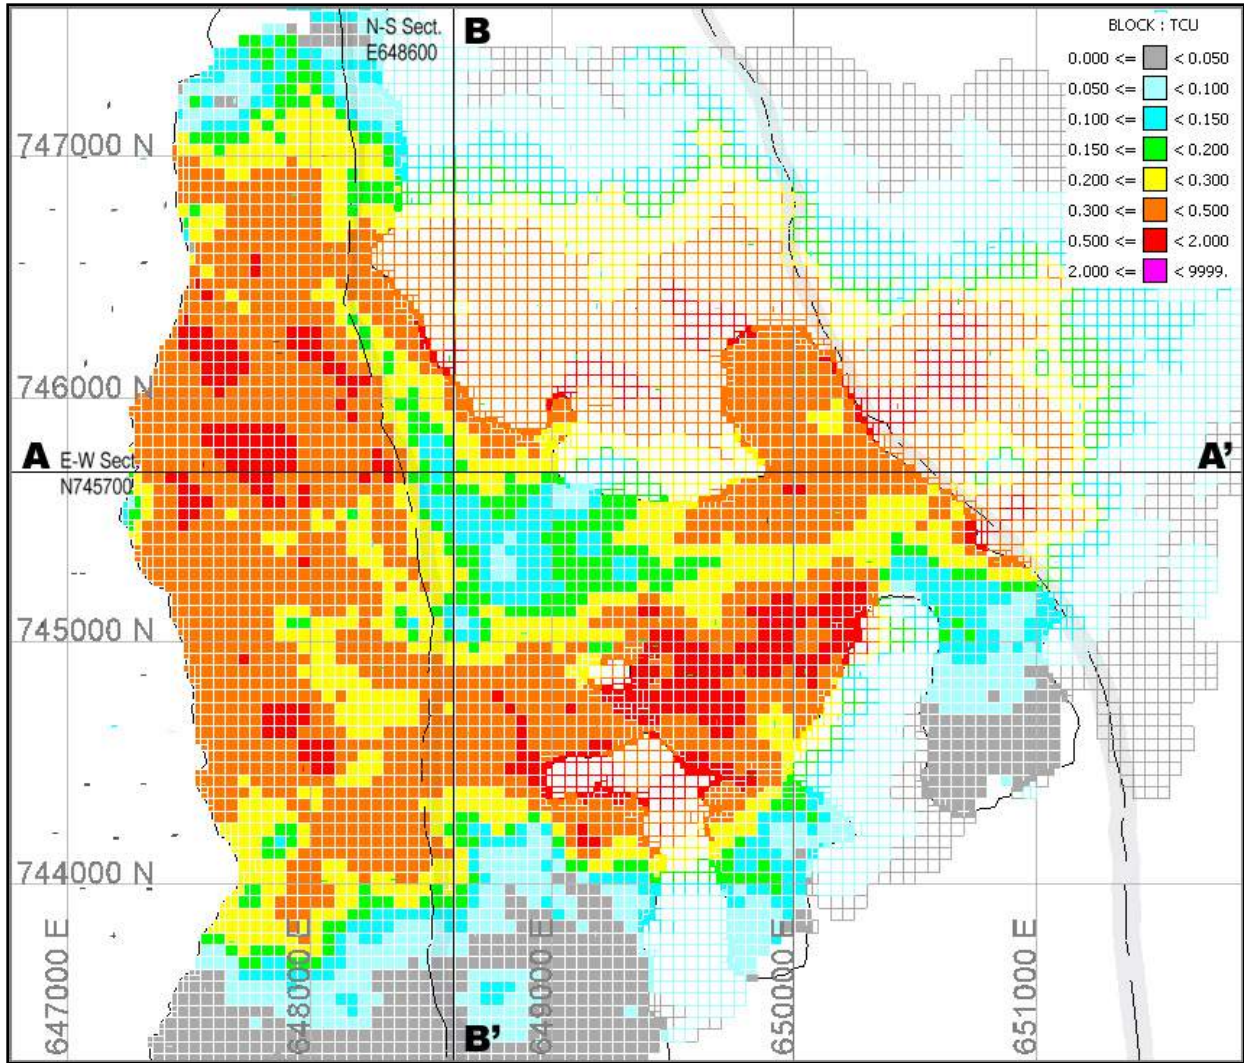 N-S Sect.
E648600
B
BLOCK : TCU
0.000 <= < 0.050
0.050 <= < 0.100
0.100 <= < 0.150
0.150 <= < 0.200
0.200 <= < 0.300
0.300 <= < 0.500
0.500 <= < 2.000
2.000 <= < 9999.
747000 N
746000 N
A
E-W Sect.
N745700
A'
745000 N
744000 N
647000 E
648000 E
649000 E
650000 E
651000 E
B'